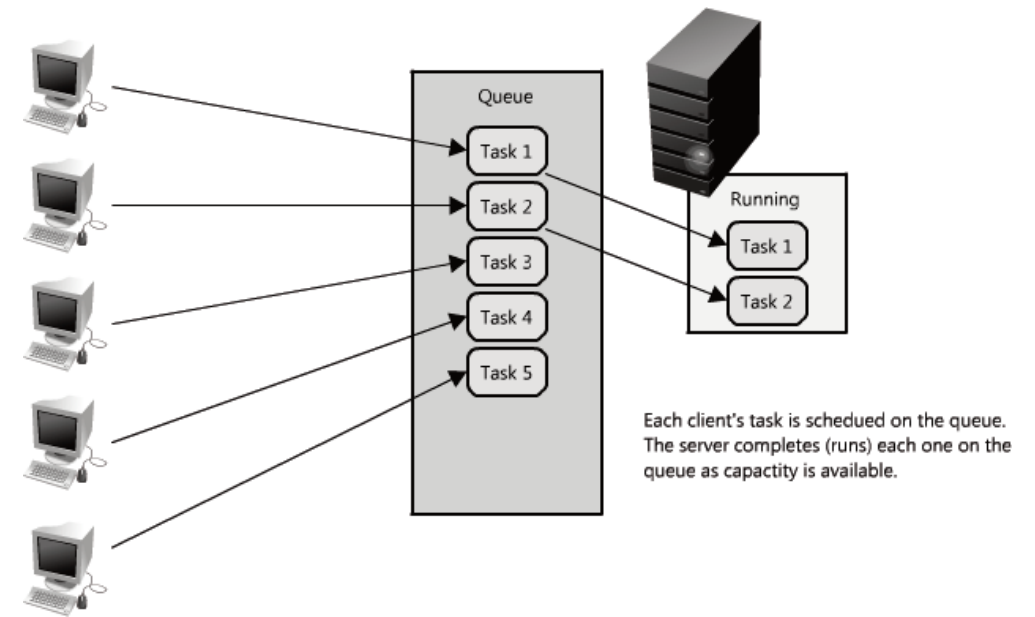 Queue
Task 1
Task 2
Task 3
Task 4
Task 5
Running
Task 1
Task 2
Each client's task is schedued on the queue.
The server completes (runs) each one on the
queue as capactity is available.